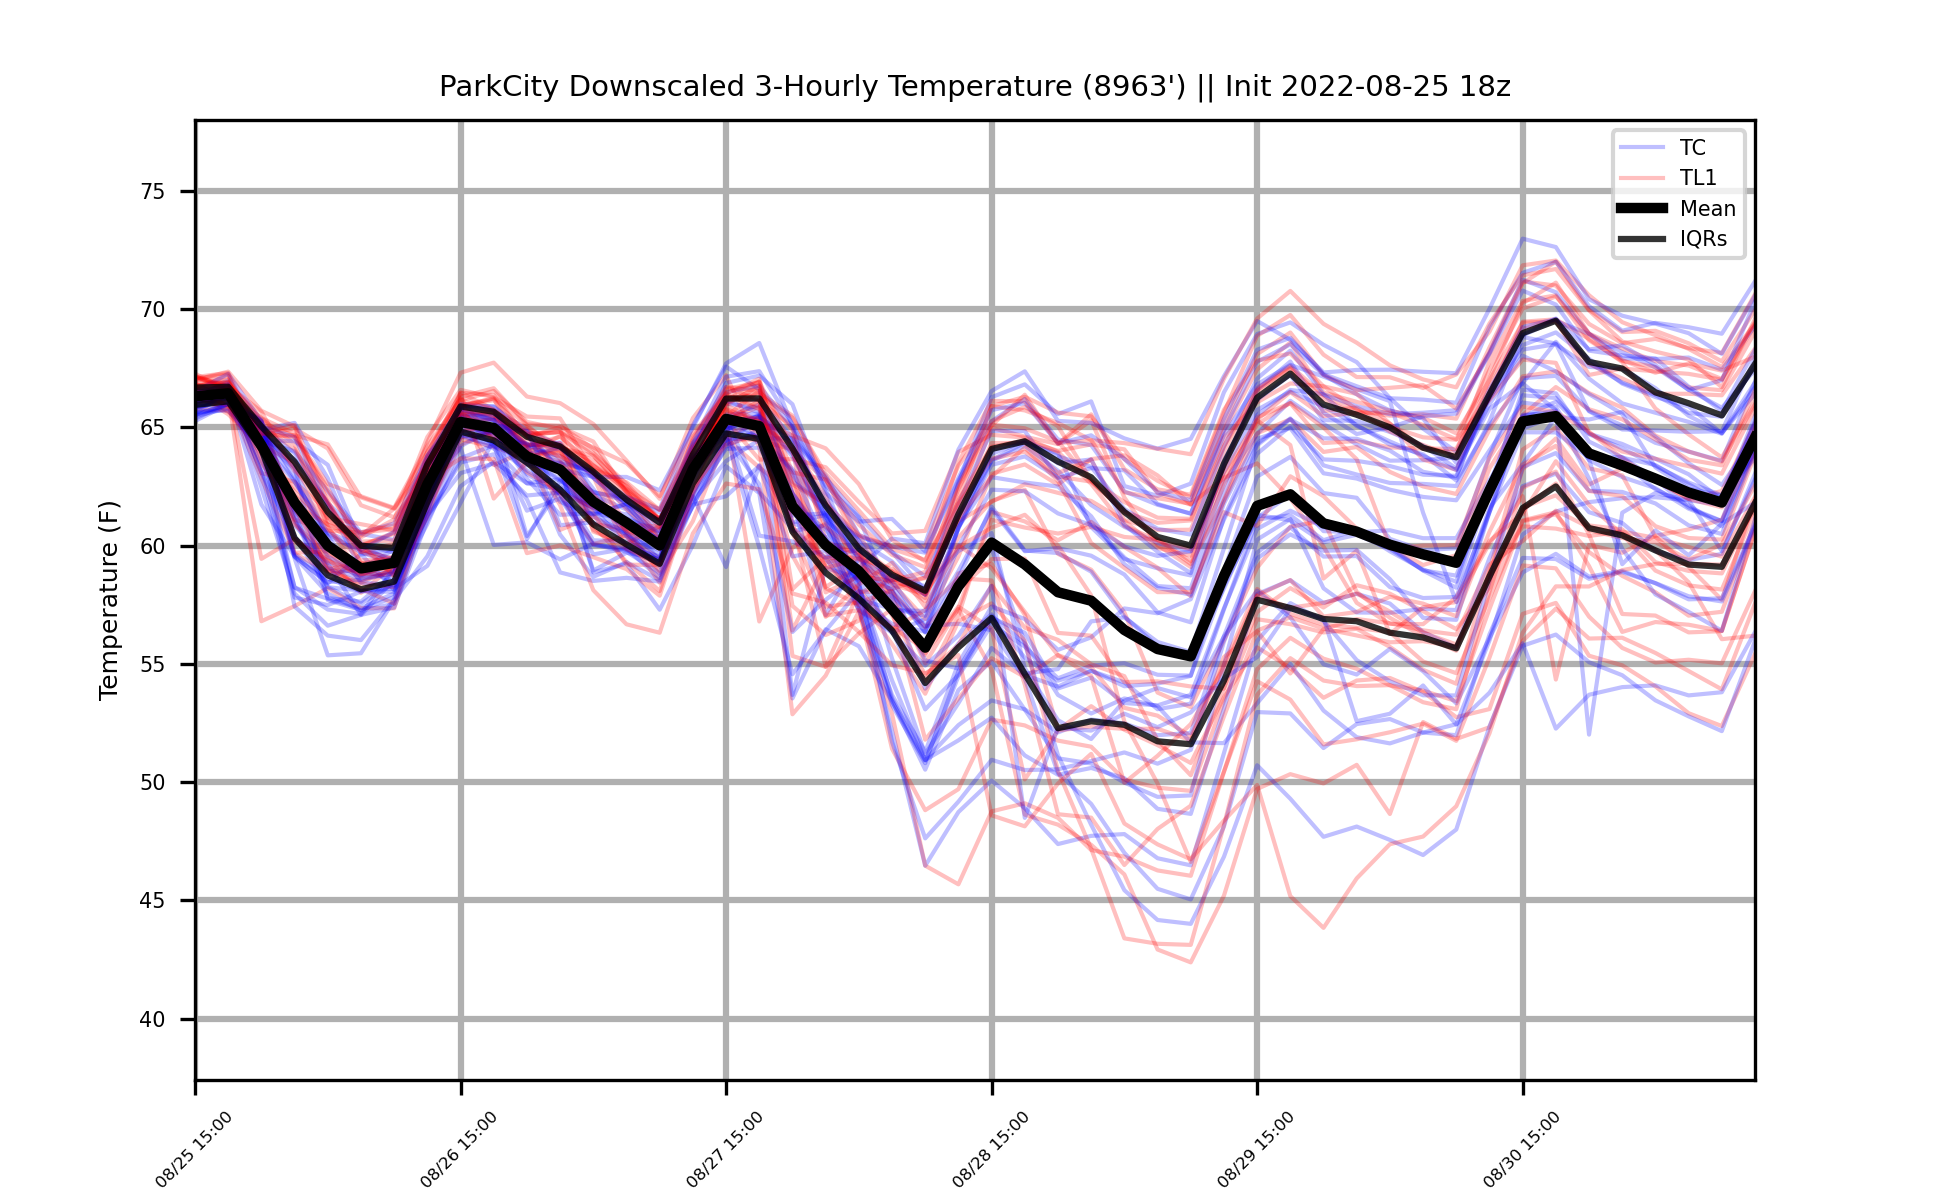 ParkCity Downscaled 3-Hourly Temperature (8963') || Init 2022-08-25 18z
TC
TL1
Mean
IQRs
Temperature (F)
75
70
65
60
55
50
45
40
08/25 15:00
08/26 15:00
08/27 15:00
08/28 15:00
08/29 15:00
08/30 15:00